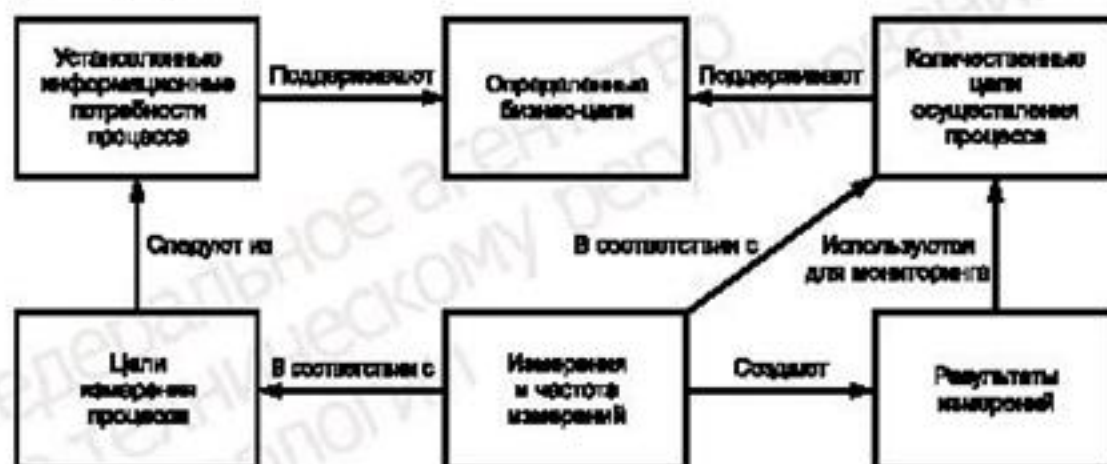 Установленные
информационные
потребности
процесса
Поддерживают
Определенные
бизнес-цели
Поддерживают
Количественные
цели
осуществления
процесса
Следуют из
В соответствии с
Используются
для мониторинга
Цели
измерения
процесса
В соответствии с
Измерения
и частота
измерений
Создают
Результаты
измерений